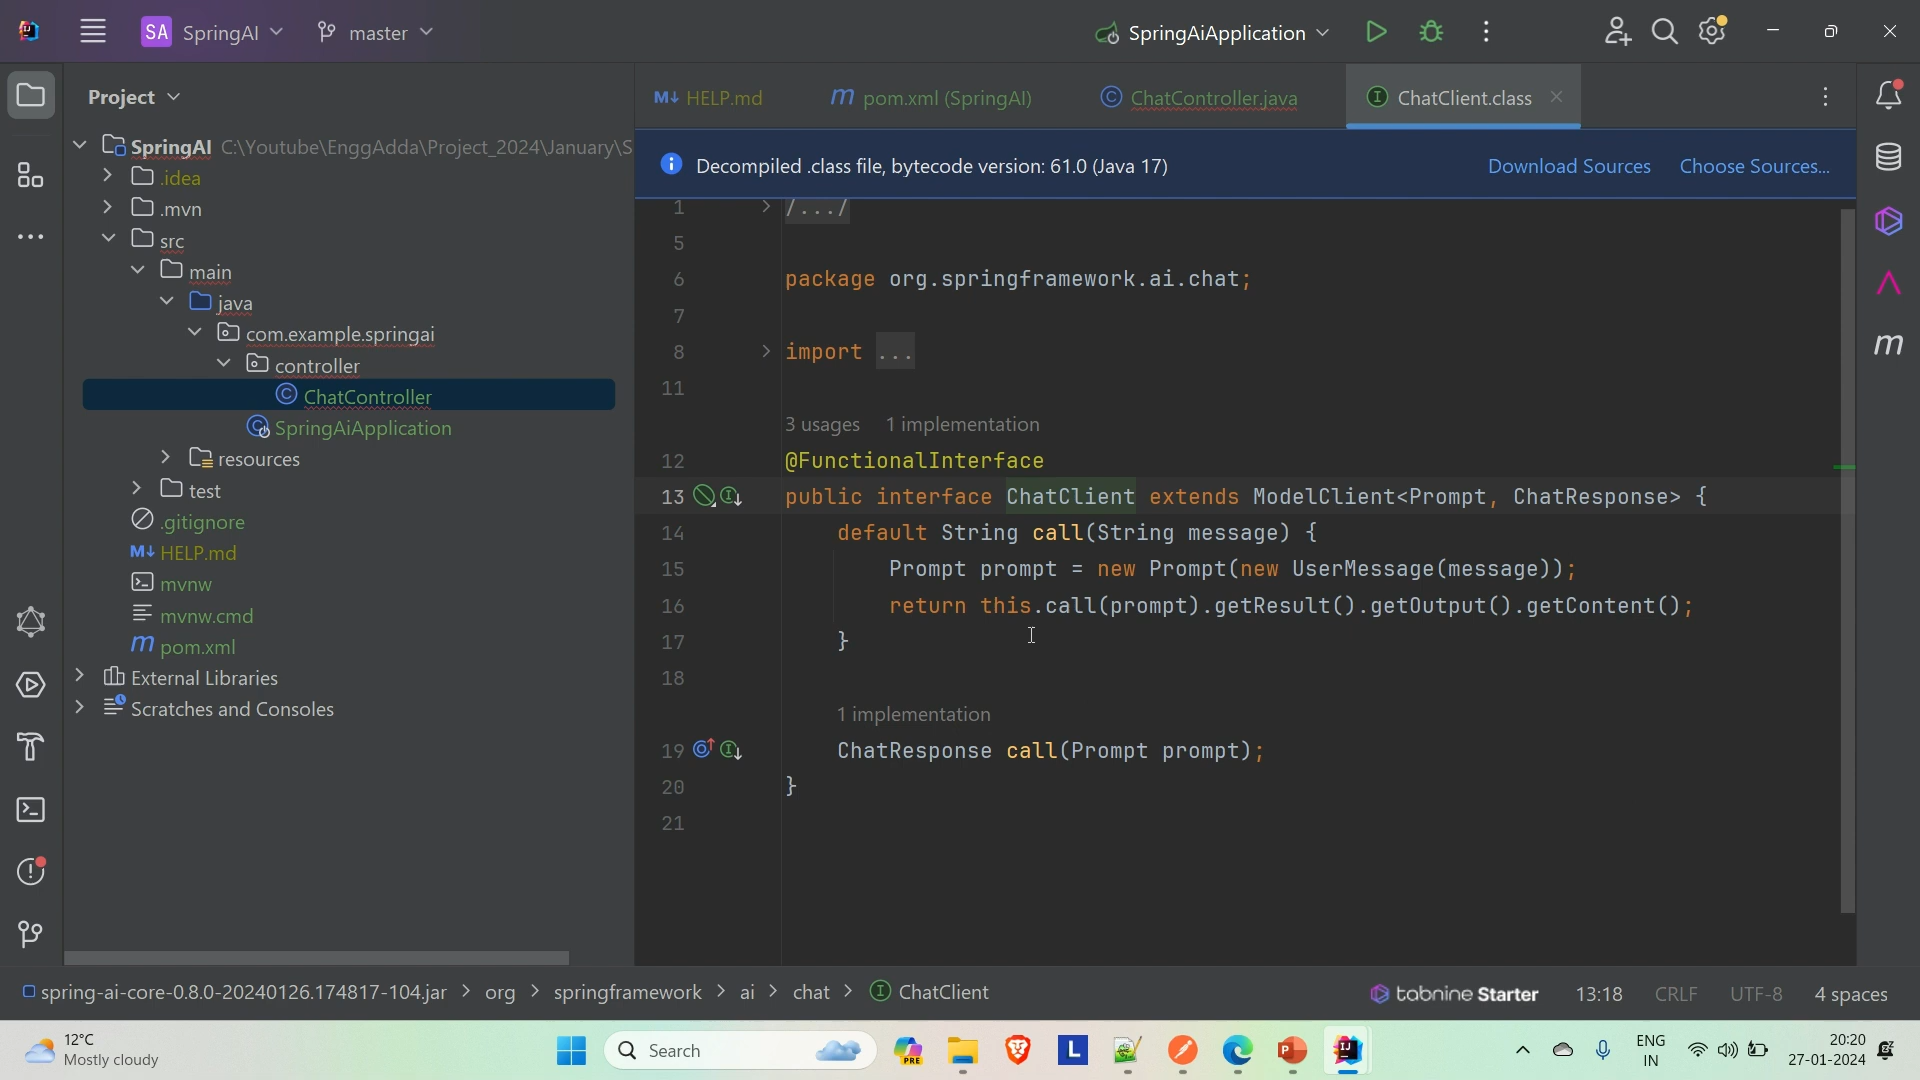 SA SpringAI master SpringAiApplication
Project
SpringAI C:\Youtube\EnggAdda\Project_2024\January\S
.idea
.mvn
src
main
java
com.example.springai
controller
ChatController
SpringAiApplication
resources
test
.gitignore
M↓ HELP.md
mvnw
mvnw.cmd
m pom.xml
External Libraries
Scratches and Consoles
M↓ HELP.md m pom.xml (SpringAI) C ChatController.java I ChatClient.class
Decompiled .class file, bytecode version: 61.0 (Java 17) Download Sources Choose Sources...
1 /.../
5
6 package org.springframework.ai.chat;
7
8 import ...
11
3 usages 1 implementation
12 @FunctionalInterface
13 public interface ChatClient extends ModelClient<Prompt, ChatResponse> {
14 default String call(String message) {
15 Prompt prompt = new Prompt(new UserMessage(message));
16 return this.call(prompt).getResult().getOutput().getContent();
17 }
18
1 implementation
19 ChatResponse call(Prompt prompt);
20 }
21
m
spring-ai-core-0.8.0-20240126.174817-104.jar > org > springframework > ai > chat > I ChatClient tabnine Starter 13:18 CRLF UTF-8 4 spaces
12°C
Mostly cloudy
Search
PRE
L
P
IJ
ENG
IN
20:20
27-01-2024